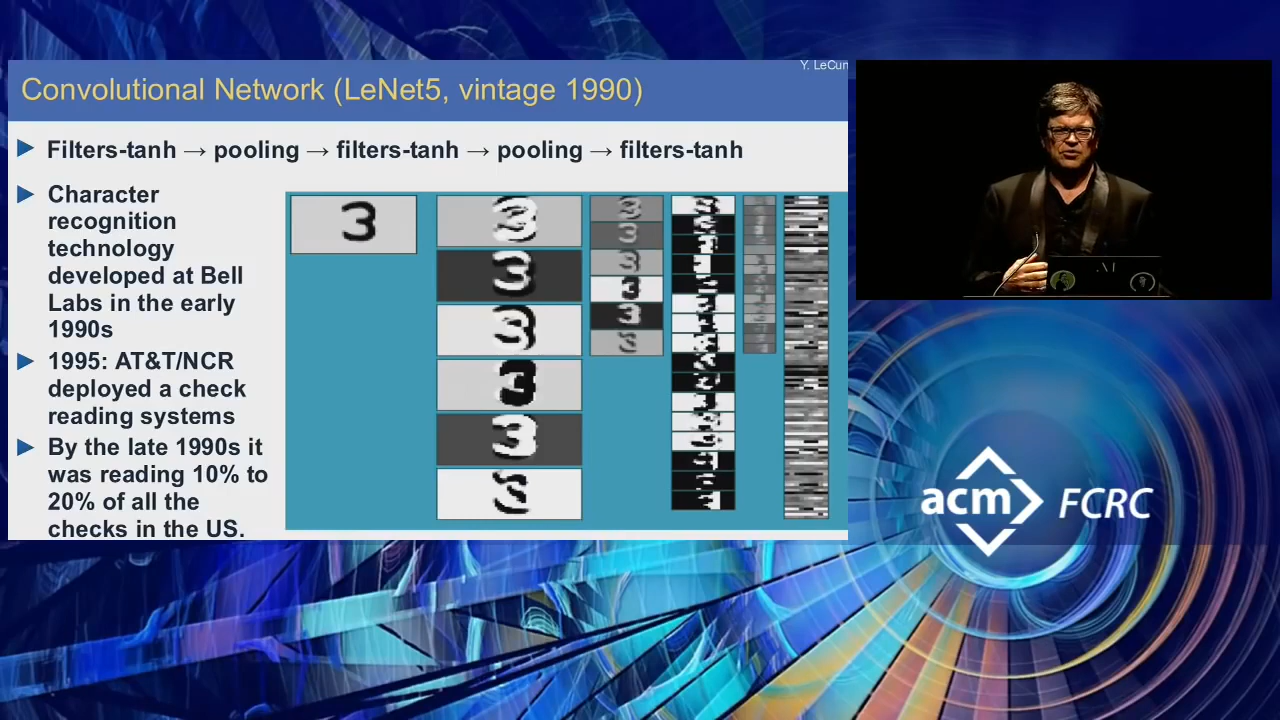 Y. LeCun
Convolutional Network (LeNet5, vintage 1990)
Filters-tanh → pooling → filters-tanh → pooling → filters-tanh
Character
recognition
technology
developed at Bell
Labs in the early
1990s
1995: AT&T/NCR
deployed a check
reading systems
By the late 1990s it
was reading 10% to
20% of all the
checks in the US.
3
acm FCRC